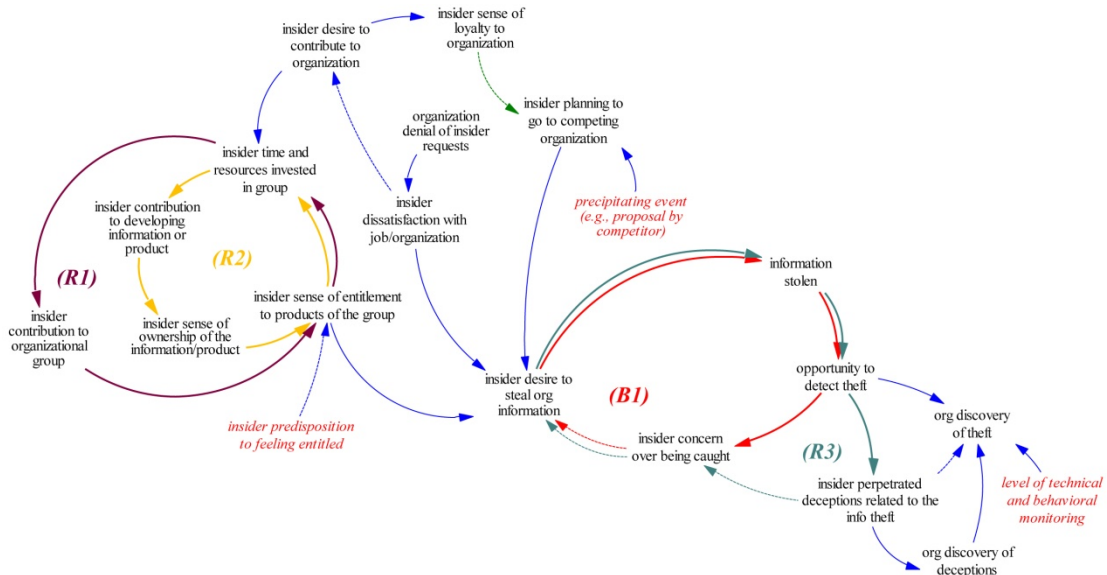 insider sense of
loyalty to
organization
insider desire to
contribute to
organization
insider planning to
go to competing
organization
organization
denial of insider
requests
insider time and
resources invested
in group
precipitating event
(e.g., proposal by
competitor)
insider
dissatisfaction with
job/organization
insider contribution
to developing
information or
product
(R2)
(R1)
information
stolen
insider sense of entitlement
to products of the group
insider
contribution to
organizational
group
insider sense of
ownership of the
information/product
opportunity to
detect theft
insider desire to
steal org
information
(B1)
org discovery
of theft
insider predisposition
to feeling entitled
insider concern
over being caught
(R3)
insider perpetrated
deceptions related to the
info theft
level of technical
and behavioral
monitoring
org discovery of
deceptions